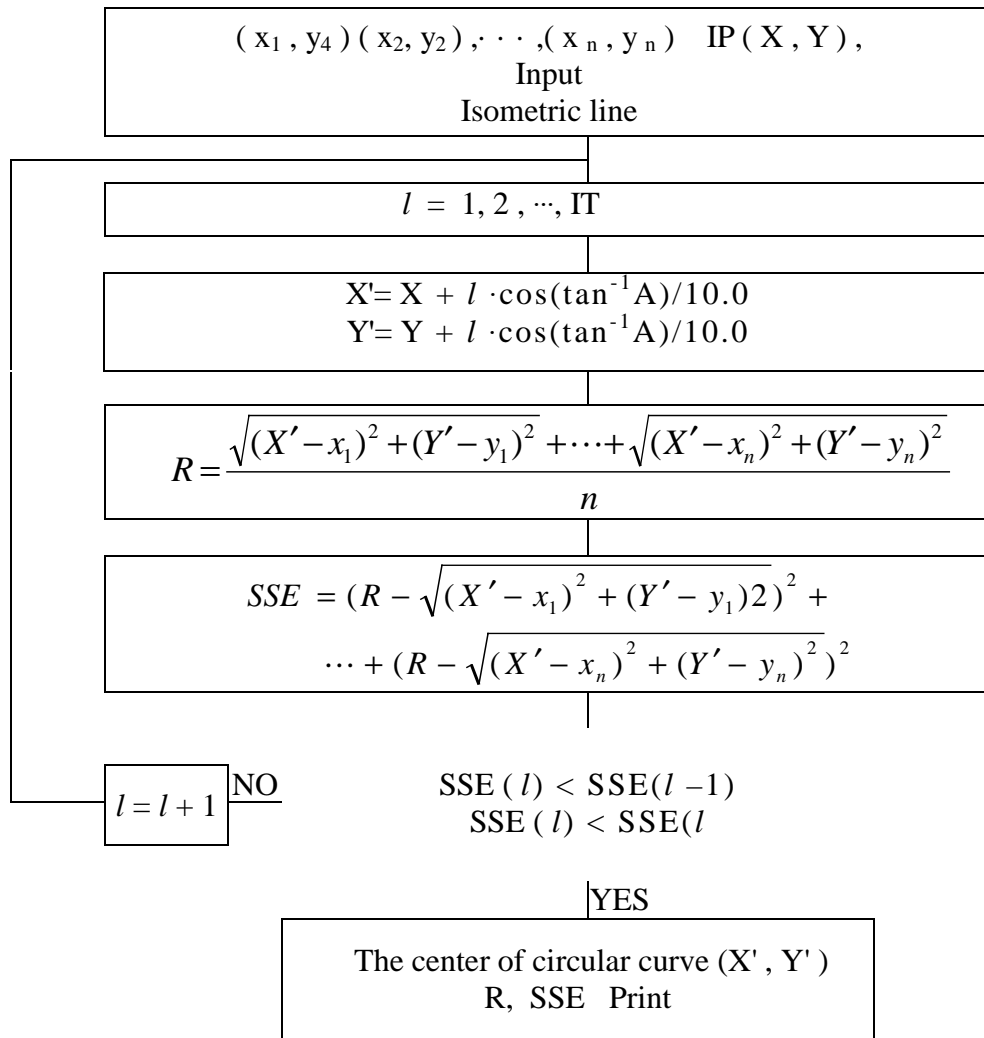 ( x₁ , y₄ ) ( x₂, y₂ ) ,· · · ,( x ₙ , y ₙ ) IP ( X , Y ) ,
Input
Isometric line
l = 1, 2 , ···, IT
X'= X + l ·cos(tan⁻¹A)/10.0
Y'= Y + l ·cos(tan⁻¹A)/10.0
R = (√((X′−x₁)² + (Y′−y₁)²) + ··· + √((X′−xₙ)² + (Y′−yₙ)²)) / n
SSE = (R − √((X′ − x₁)² + (Y′ − y₁)2))² +
··· + (R − √((X′ − xₙ)² + (Y′ − yₙ)²))²
l = l + 1
NO
SSE ( l ) < SSE(l –1)
SSE ( l ) < SSE(l
YES
The center of circular curve (X' , Y' )
R, SSE Print